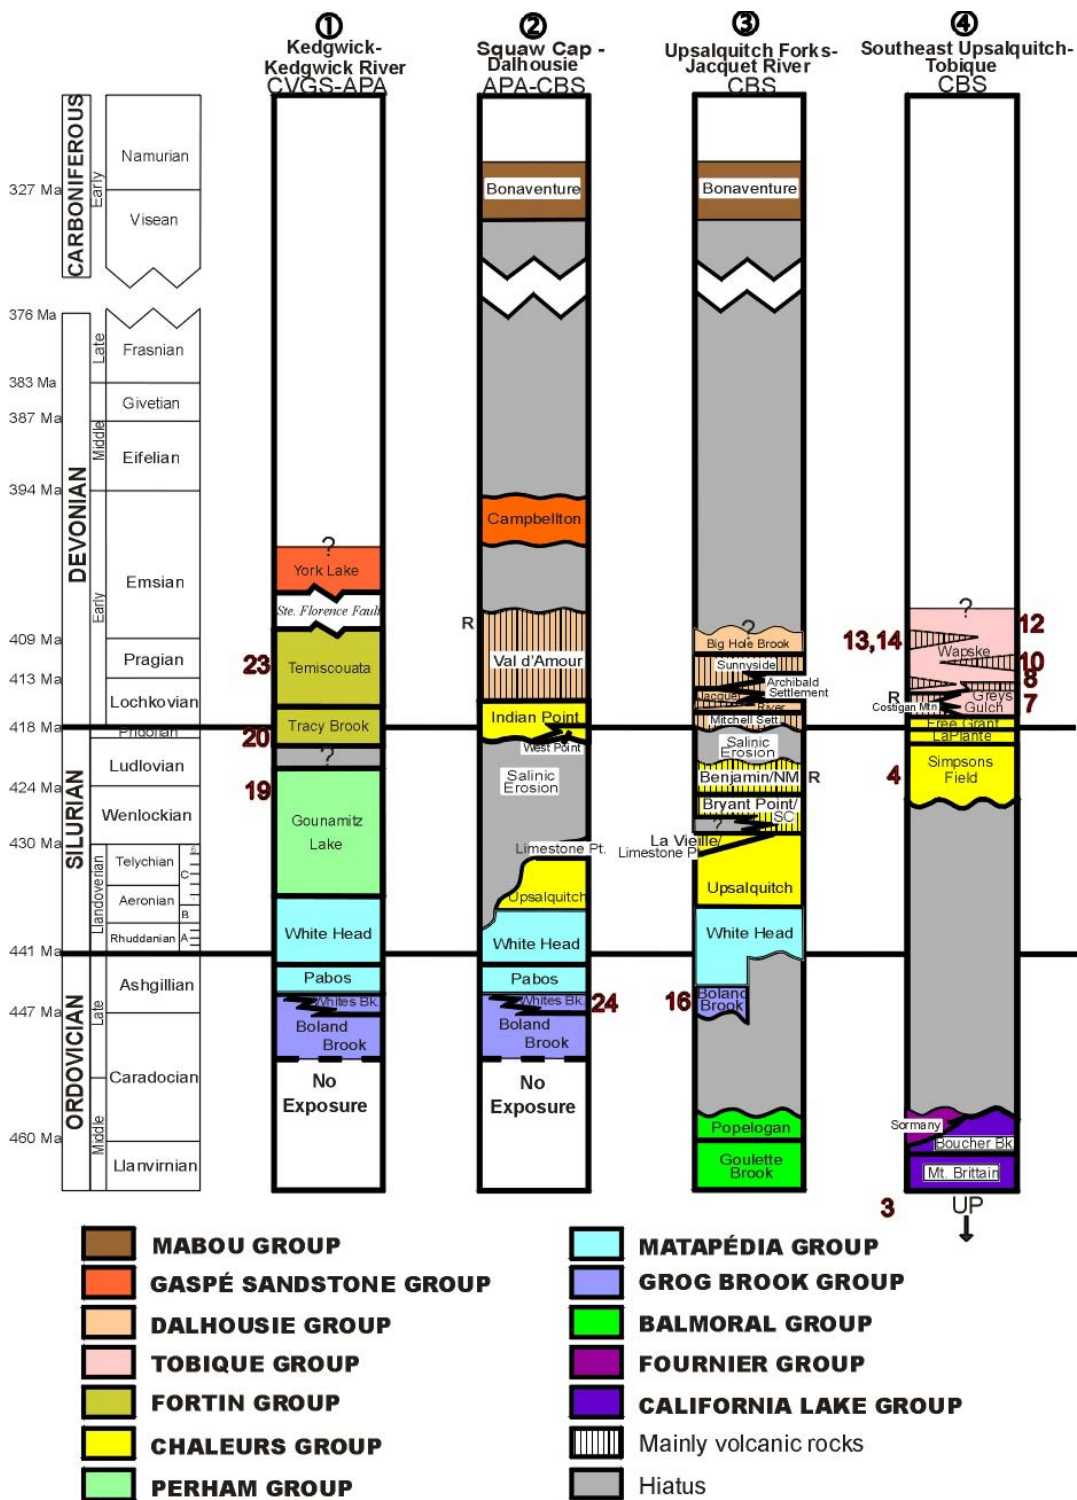 ①
Kedgwick-
Kedgwick River
CVGS-APA
②
Squaw Cap -
Dalhousie
APA-CBS
③
Upsalquitch Forks-
Jacquet River
CBS
④
Southeast Upsalquitch-
Tobique
CBS
CARBONIFEROUS
Early
Namurian
327 Ma
Visean
376 Ma
DEVONIAN
Late
Frasnian
383 Ma
Givetian
387 Ma
Middle
Eifelian
394 Ma
Early
Emsian
409 Ma
Pragian
413 Ma
Lochkovian
418 Ma
SILURIAN
Pridolian
Ludlovian
424 Ma
Wenlockian
430 Ma
Llandoverian
Telychian
C
Aeronian
B
Rhuddanian
A
441 Ma
ORDOVICIAN
Late
Ashgillian
447 Ma
Caradocian
Middle
460 Ma
Llanvirnian
?
York Lake
Ste. Florence Fault
23
Temiscouata
Tracy Brook
20
?
19
Gounamitz
Lake
White Head
Pabos
Whites Bk.
Boland
Brook
No
Exposure
Bonaventure
Campbellton
R
?
Val d'Amour
Indian Point
West Point
Salinic
Erosion
Limestone Pt.
Upsalquitch
White Head
Pabos
Whites Bk.
24
Boland
Brook
No
Exposure
Bonaventure
?
Big Hole Brook
Sunnyside
Archibald
Settlement
Jacquet
River
Mitchell Sett
Salinic
Erosion
Benjamin/NM
R
Bryant Point/
SC
?
La Vieille/
Limestone Pt
Upsalquitch
White Head
16
Boland
Brook
Popelogan
Goulette
Brook
?
12
13,14
Wapske
10
8
R
Greys
Gulch
7
Costigan Mtn.
Free Grant
LaPlante
4
Simpsons
Field
Sormany
Boucher Bk
Mt. Brittain
3
UP
MABOU GROUP
GASPÉ SANDSTONE GROUP
DALHOUSIE GROUP
TOBIQUE GROUP
FORTIN GROUP
CHALEURS GROUP
PERHAM GROUP
MATAPÉDIA GROUP
GROG BROOK GROUP
BALMORAL GROUP
FOURNIER GROUP
CALIFORNIA LAKE GROUP
Mainly volcanic rocks
Hiatus